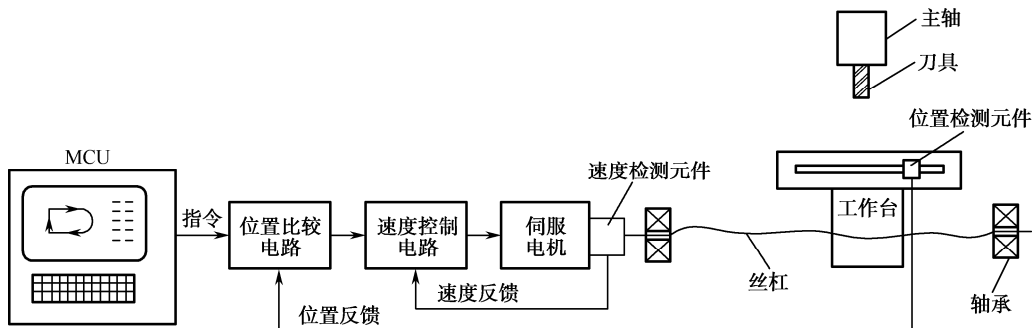 主轴
刀具
位置检测元件
MCU
速度检测元件
指令
位置比较
电路
速度控制
电路
伺服
电机
工作台
丝杠
轴承
速度反馈
位置反馈